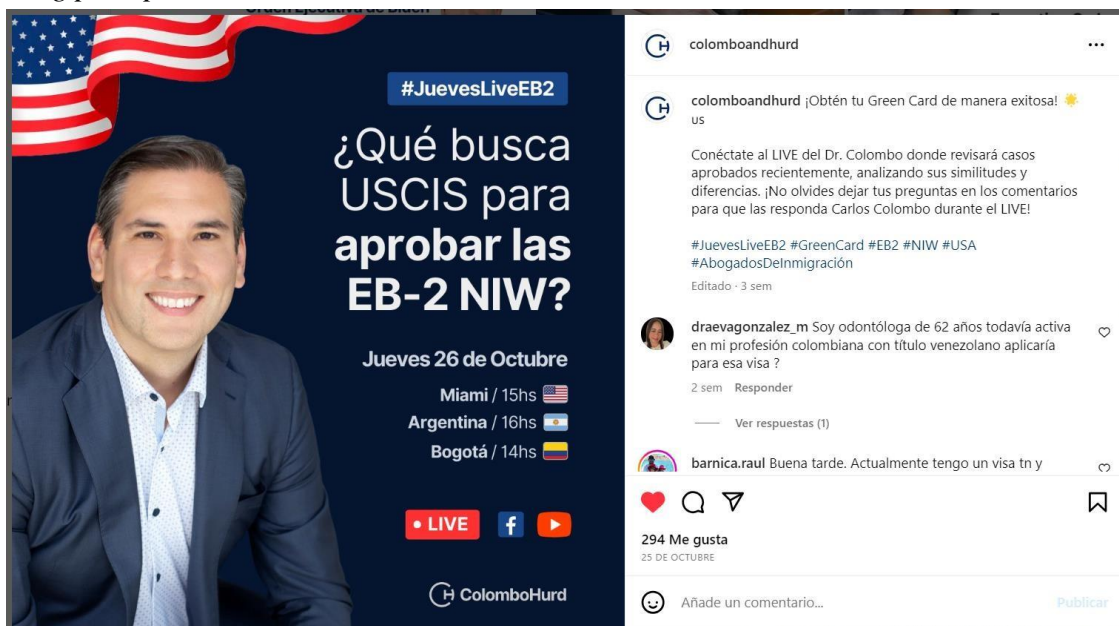 Orden Ejecutiva de Biden
#JuevesLiveEB2
¿Qué busca
USCIS para
aprobar las
EB-2 NIW?
Jueves 26 de Octubre
Miami / 15hs
Argentina / 16hs
Bogotá / 14hs
• LIVE
ColomboHurd
colomboandhurd
colomboandhurd ¡Obtén tu Green Card de manera exitosa! 🌟
us
Conéctate al LIVE del Dr. Colombo donde revisará casos
aprobados recientemente, analizando sus similitudes y
diferencias. ¡No olvides dejar tus preguntas en los comentarios
para que las responda Carlos Colombo durante el LIVE!
#JuevesLiveEB2 #GreenCard #EB2 #NIW #USA
#AbogadosDeInmigración
Editado · 3 sem
draevagonzalez_m Soy odontóloga de 62 años todavía activa
en mi profesión colombiana con título venezolano aplicaría
para esa visa ?
2 sem Responder
Ver respuestas (1)
barnica.raul Buena tarde. Actualmente tengo un visa tn y
294 Me gusta
25 DE OCTUBRE
Añade un comentario...
Publicar